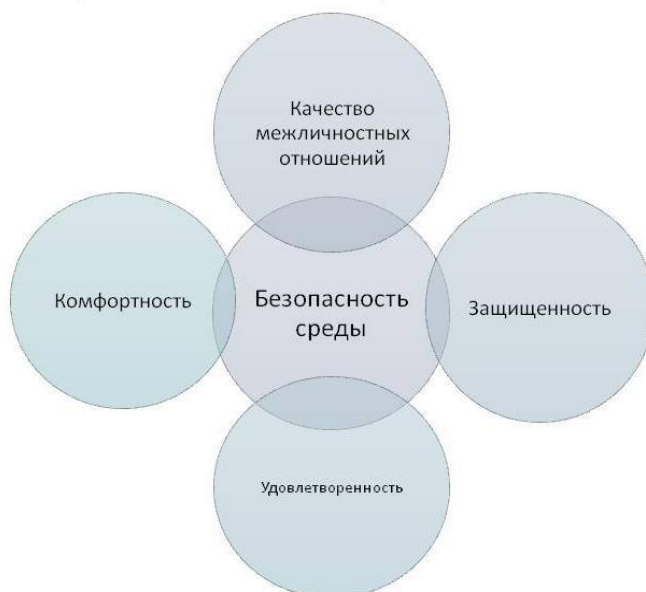 Качество
межличностных
отношений
Комфортность
Безопасность
среды
Защищенность
Удовлетворенность